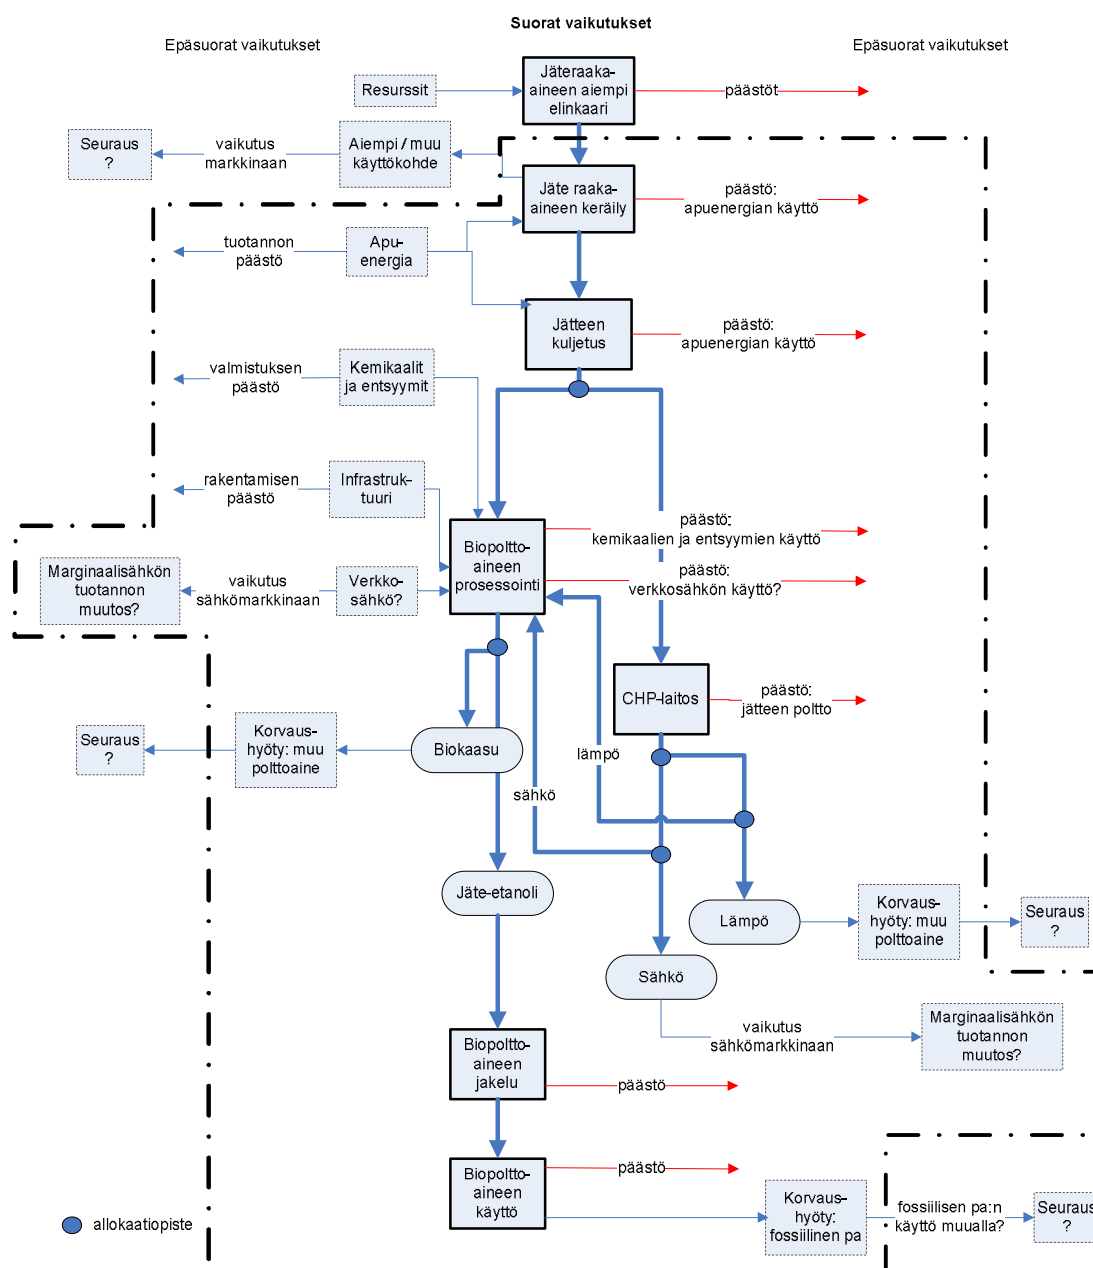 Suorat vaikutukset
Epäsuorat vaikutukset
Epäsuorat vaikutukset
Resurssit
Jäteraaka-
aineen aiempi
elinkaari
päästöt
Seuraus
?
vaikutus
markkinaan
Aiempi / muu
käyttökohde
Jäte raaka-
aineen keräily
päästö:
apuenergian käyttö
tuotannon
päästö
Apu-
energia
Jätteen
kuljetus
päästö:
apuenergian käyttö
valmistuksen
päästö
Kemikaalit
ja entsyymit
rakentamisen
päästö
Infrastruk-
tuuri
Biopoltto-
aineen
prosessointi
päästö:
kemikaalien ja entsyymien käyttö
päästö:
verkkosähkön käyttö?
Marginaalisähkön
tuotannon
muutos?
vaikutus
sähkömarkkinaan
Verkko-
sähkö?
CHP-laitos
päästö:
jätteen poltto
Seuraus
?
Korvaus-
hyöty: muu
polttoaine
Biokaasu
lämpö
sähkö
Jäte-etanoli
Lämpö
Korvaus-
hyöty: muu
polttoaine
Seuraus
?
Sähkö
vaikutus
sähkömarkkinaan
Marginaalisähkön
tuotannon
muutos?
Biopoltto-
aineen
jakelu
päästö
Biopoltto-
aineen
käyttö
päästö
Korvaus-
hyöty:
fossiilinen pa
fossiilisen pa:n
käyttö muualla?
Seuraus
?
allokaatiopiste